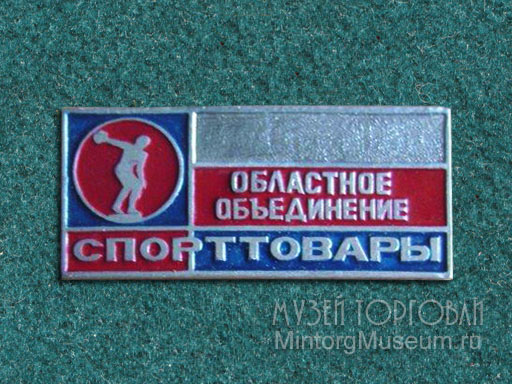 ОБЛАСТНОЕ
ОБЪЕДИНЕНИЕ
СПОРТТОВАРЫ
МУЗЕЙ ТОРГОВЛИ
MintorgMuseum.ru